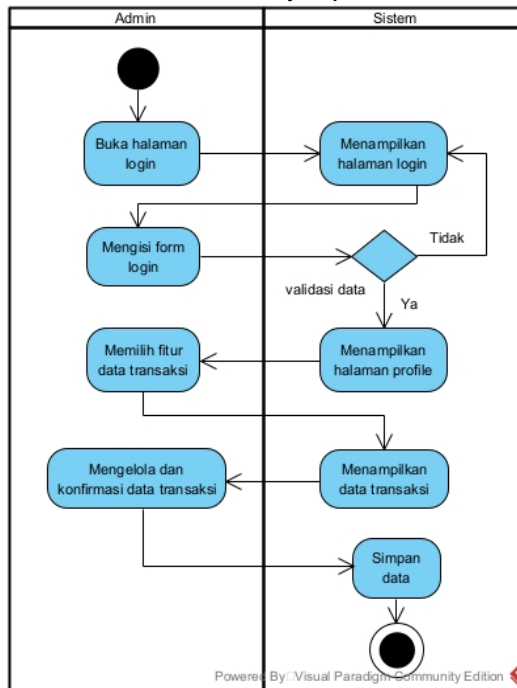 Admin
Sistem
Buka halaman
login
Menampilkan
halaman login
Mengisi form
login
Tidak
validasi data
Ya
Memilih fitur
data transaksi
Menampilkan
halaman profile
Mengelola dan
konfirmasi data transaksi
Menampilkan
data transaksi
Simpan
data
Powered By Visual Paradigm Community Edition